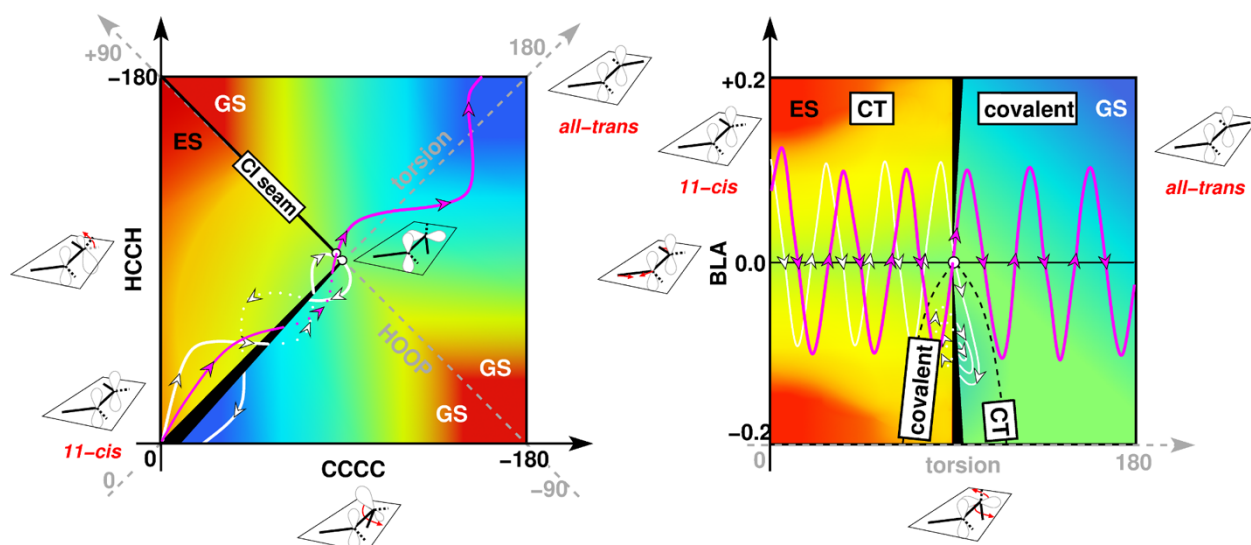 +90
180
−180
GS
ES
CI seam
torsion
all−trans
HCCH
11−cis
0
0
HOOP
GS
GS
CCCC
−180
−90
+0.2
ES
CT
covalent
GS
11−cis
all−trans
BLA
0.0
covalent
CT
−0.2
0
torsion
180